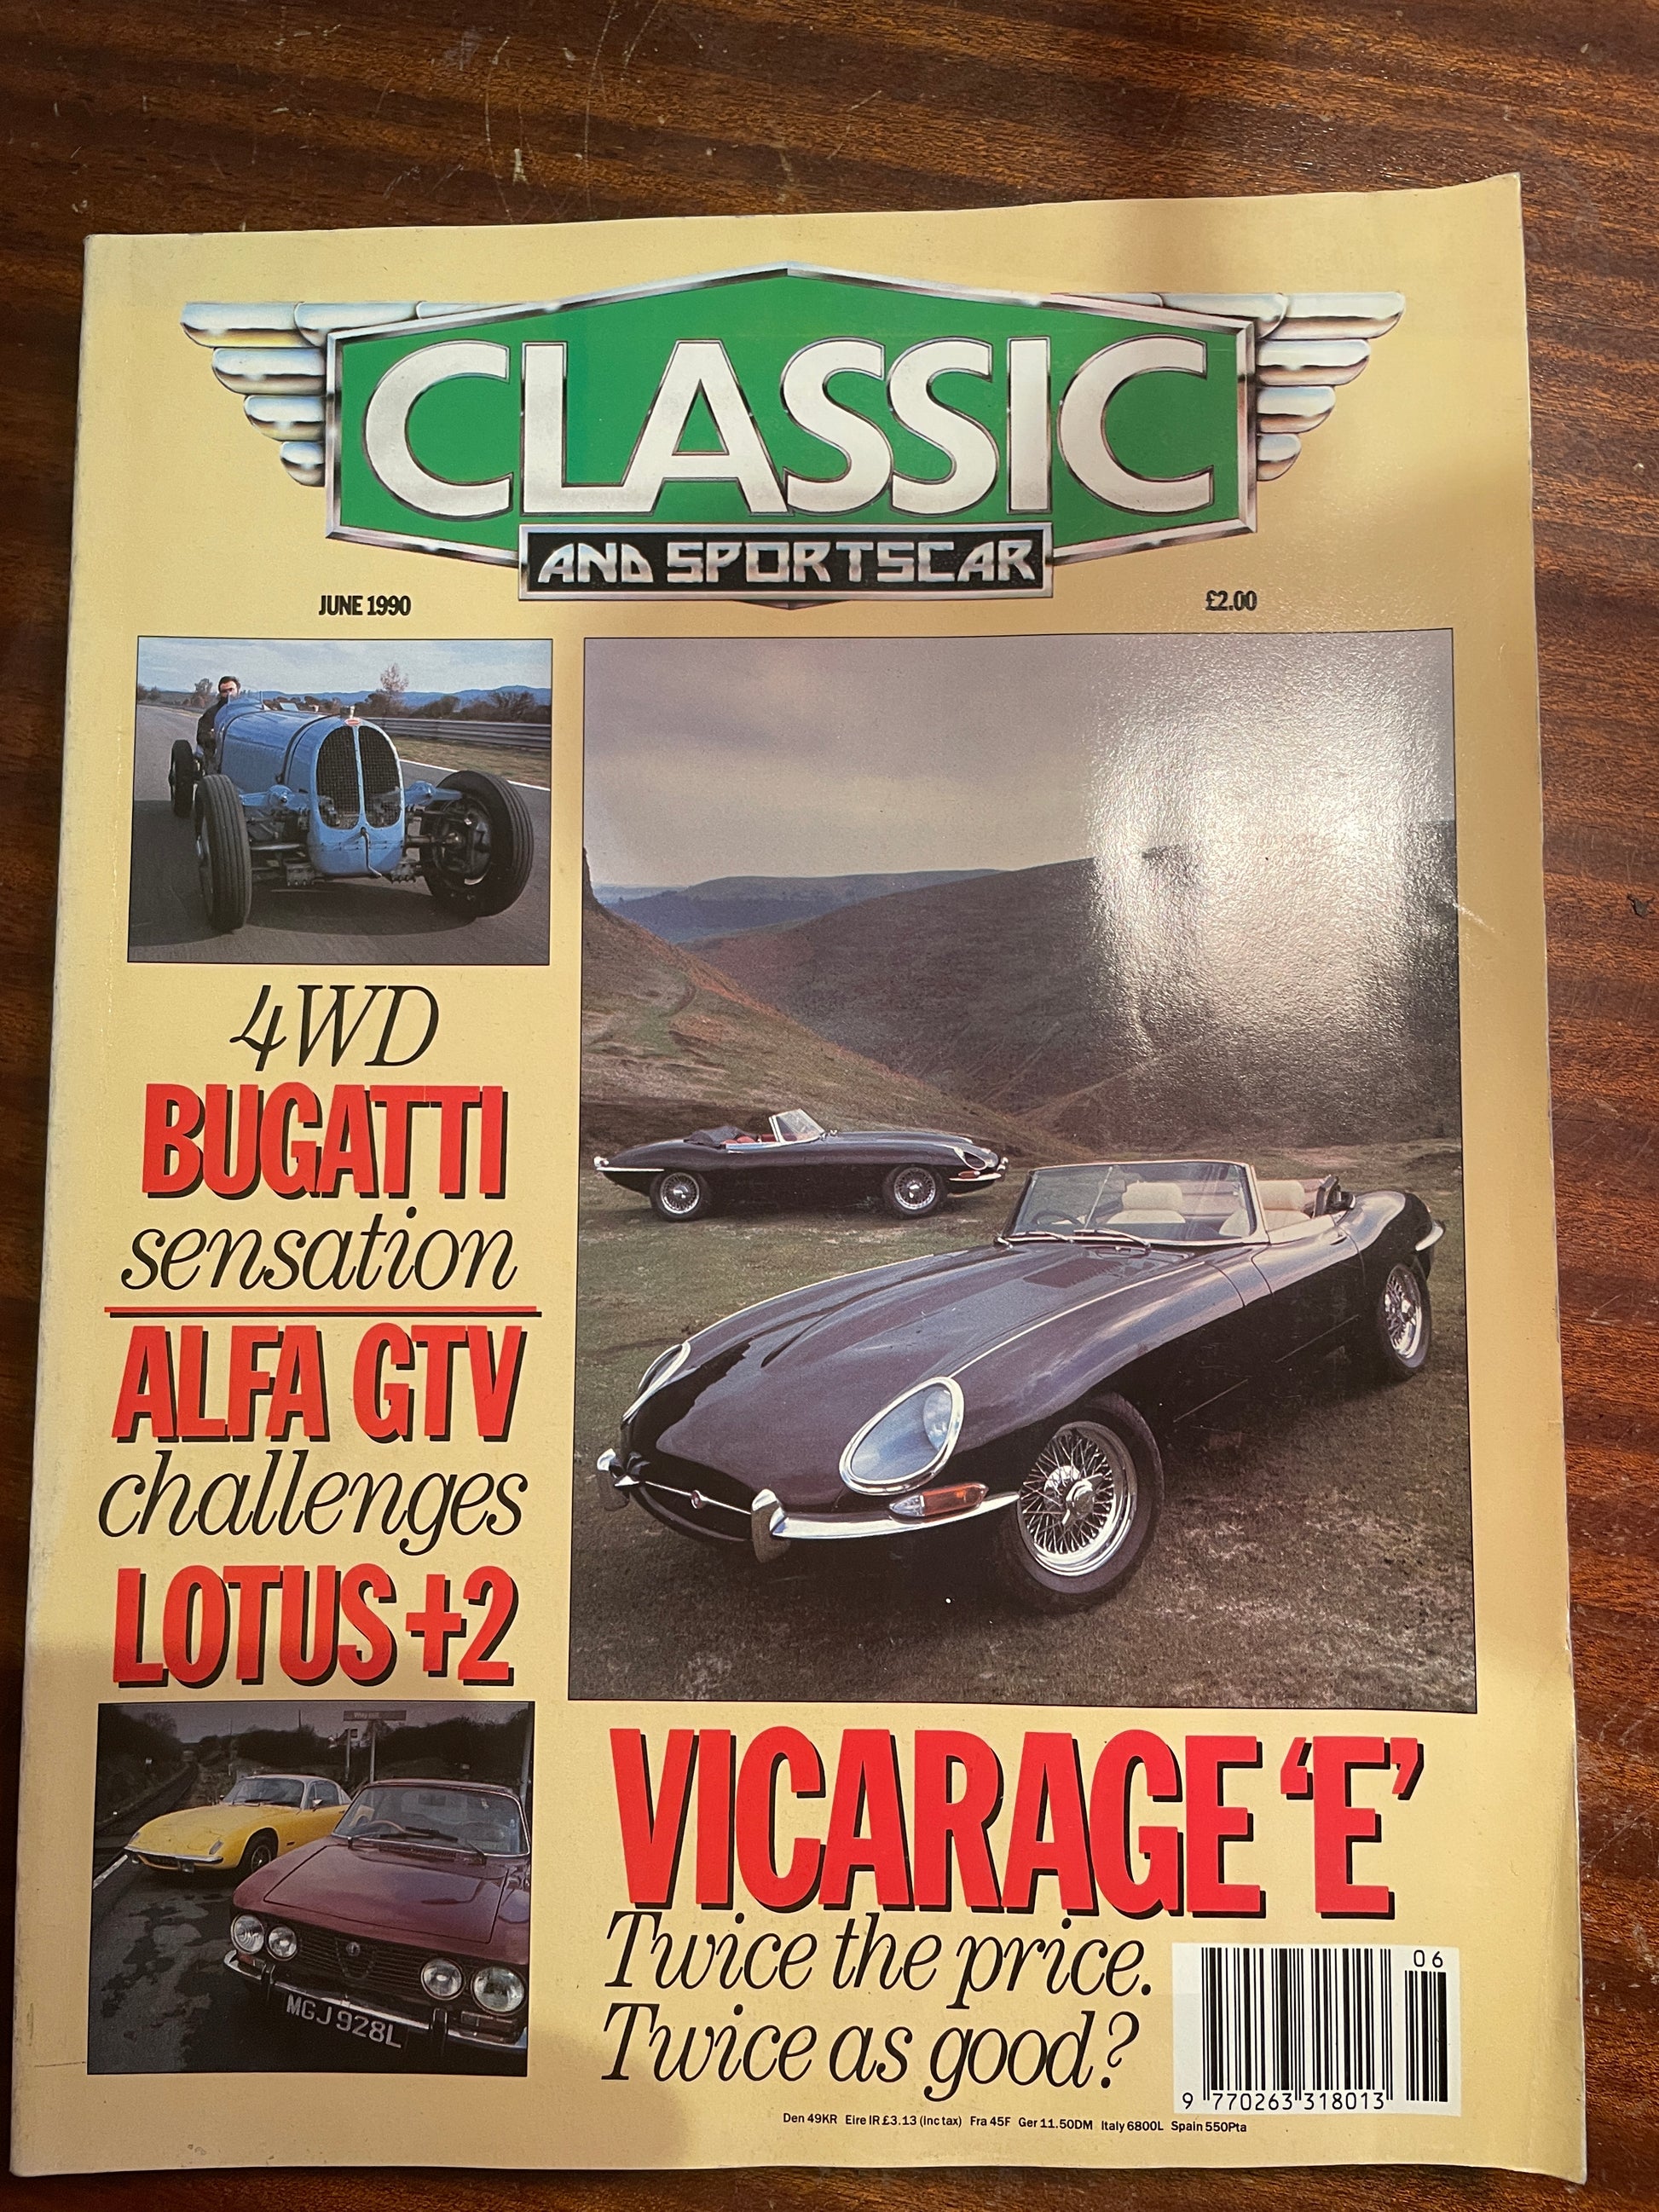 CLASSIC
AND SPORTSCAR
JUNE 1990
£2.00
4WD
BUGATTI
sensation
ALFA GTV
challenges
LOTUS +2
MGJ 928L
VICARAGE ‘E’
Twice the price.
Twice as good?
06
9 770263 318013
Den 49KR Eire IR £3.13 (inc tax) Fra 45F Ger 11.50DM Italy 6800L Spain 550Pta